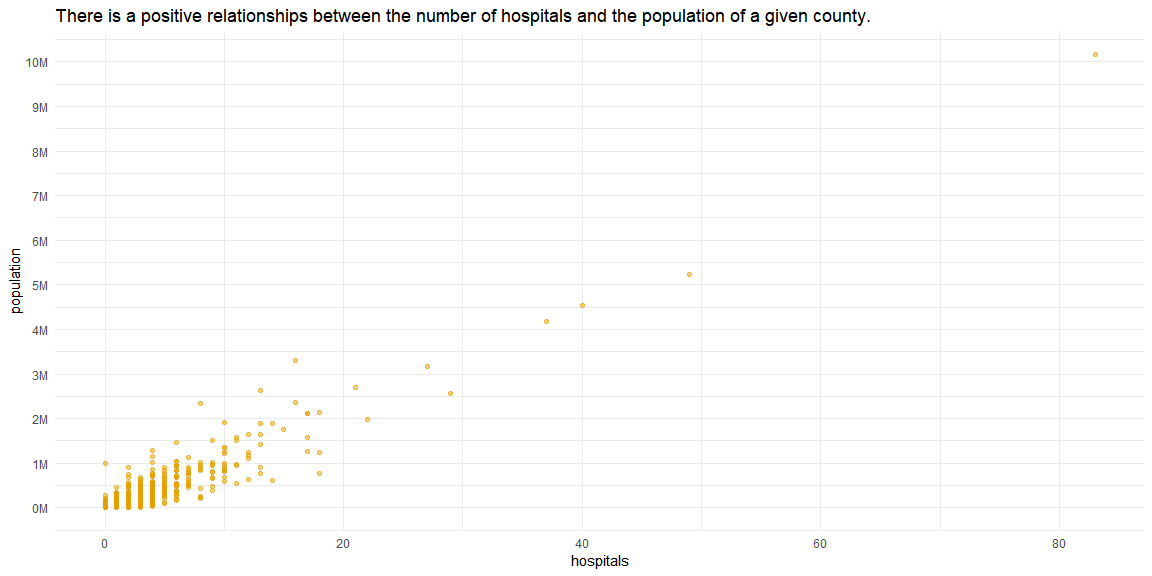 There is a positive relationships between the number of hospitals and the population of a given county.
10M
9M
8M
7M
6M
5M
4M
3M
2M
1M
0M
population
0 20 40 60 80
hospitals